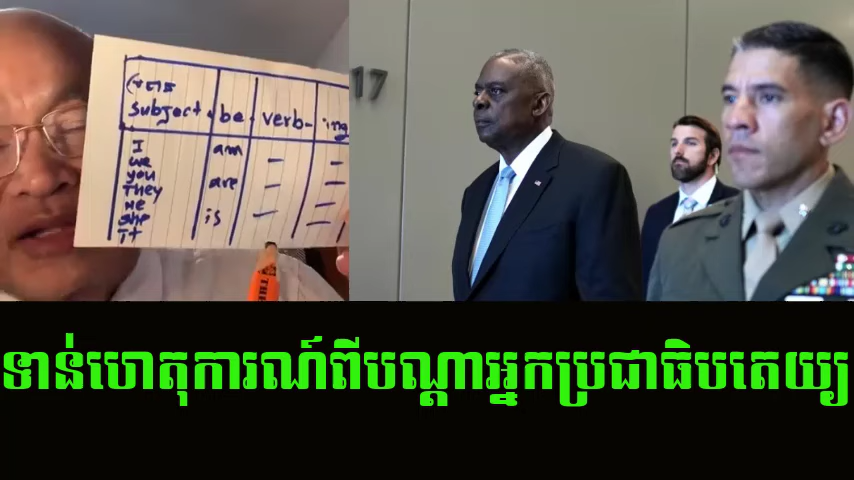 subject be verb- ing
I am
we
you are
They
He
she is
It
17
ទាន់ហេតុការណ៍ពីបណ្ដាអ្នកប្រជាធិបតេយ្យ